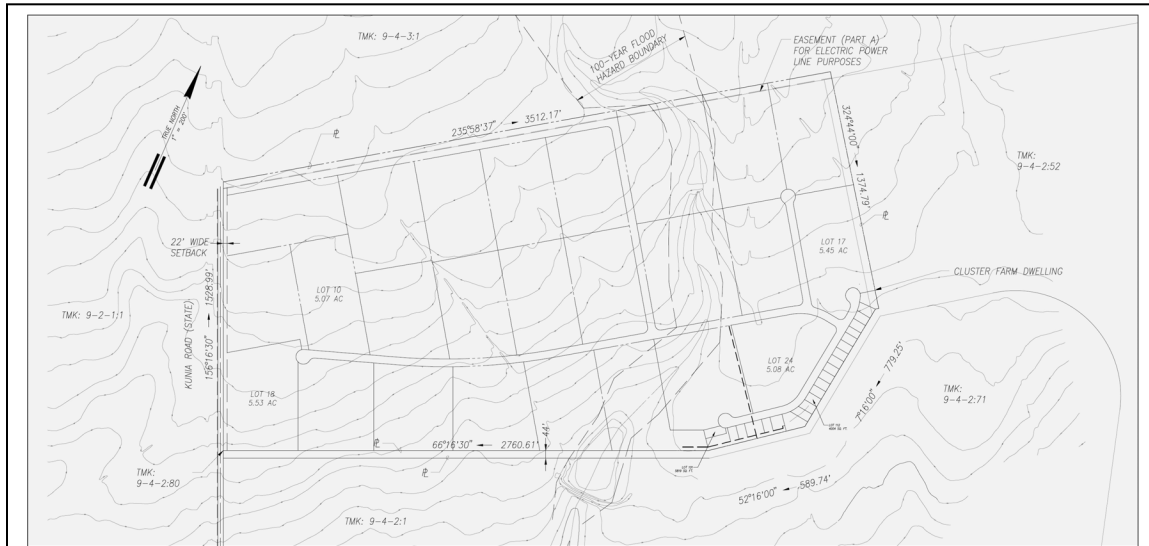 TMK: 9-4-3:1
100-YEAR FLOOD
HAZARD BOUNDARY
EASEMENT (PART A)
FOR ELECTRIC POWER
LINE PURPOSES
TRUE NORTH
1" = 200'
235°58'37"
3512.17'
324°44'00"
1374.79'
TMK:
9-4-2:52
22' WIDE
SETBACK
LOT 17
5.45 AC
CLUSTER FARM DWELLING
LOT 10
5.07 AC
TMK: 9-2-1:1
KUNIA ROAD (STATE)
156°16'30"
1528.99'
LOT 24
5.08 AC
779.25'
7°16'00"
TMK:
9-4-2:71
LOT 18
5.53 AC
66°16'30"
2760.61'
44'
TMK:
9-4-2:80
52°16'00"
589.74'
TMK: 9-4-2:1